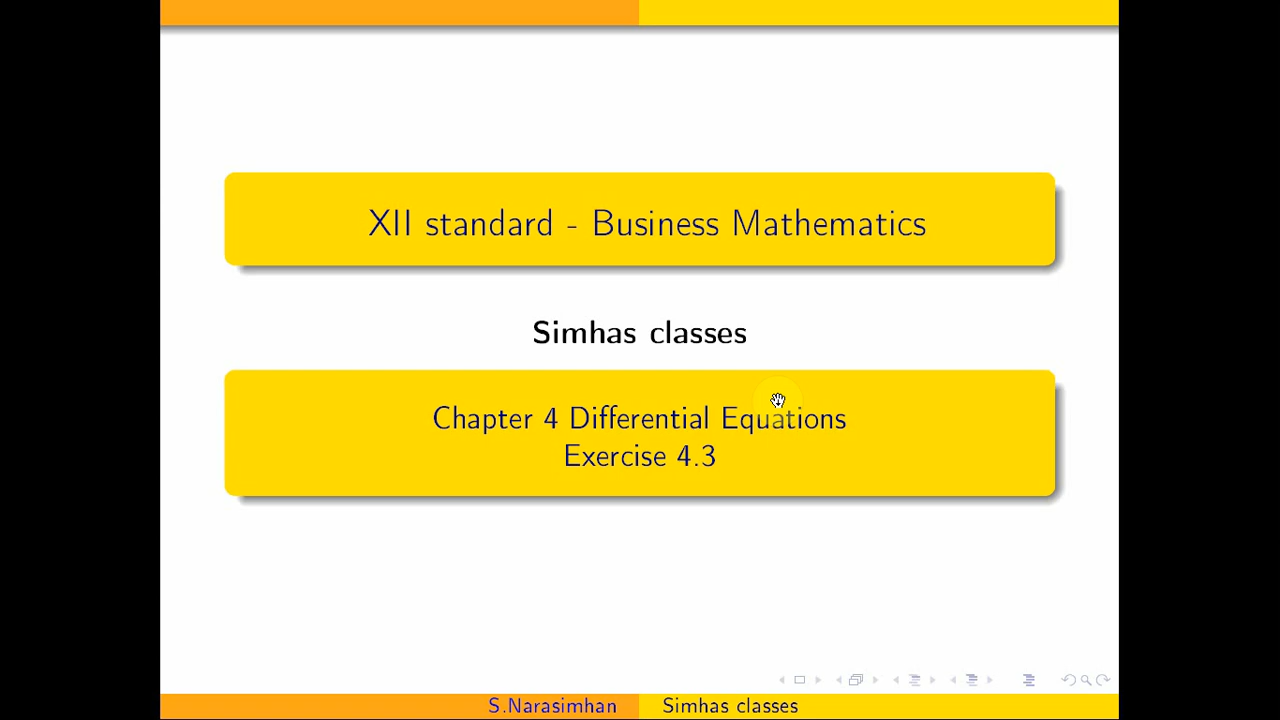 XII standard - Business Mathematics
Simhas classes
Chapter 4 Differential Equations
Exercise 4.3
S.Narasimhan
Simhas classes